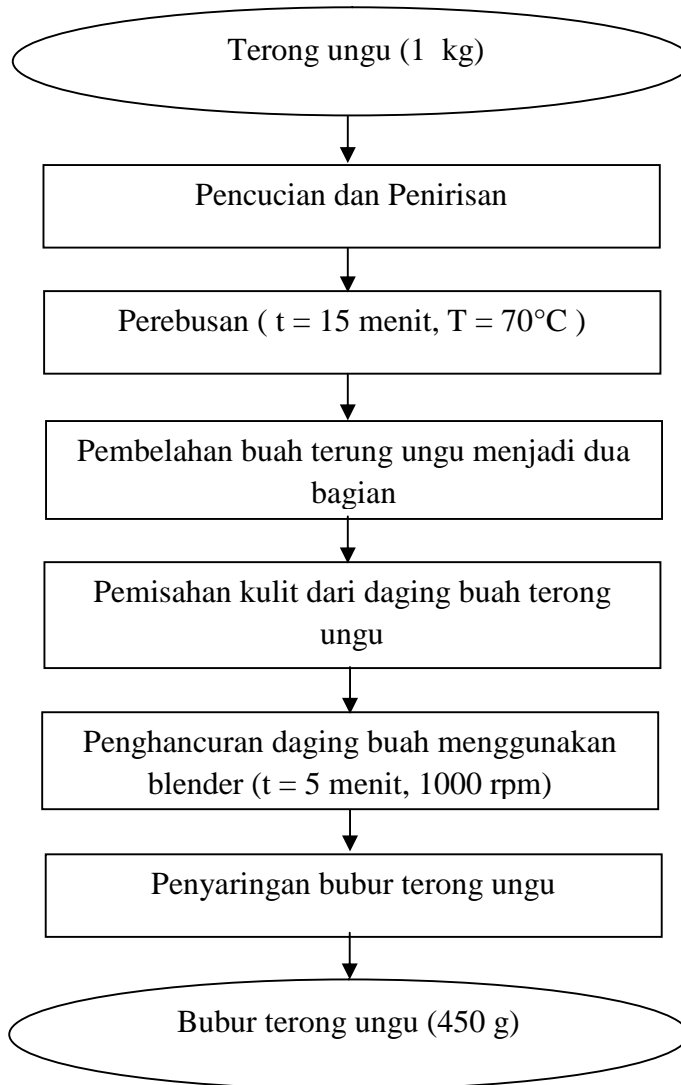 Terong ungu (1 kg)
Pencucian dan Penirisan
Perebusan ( t = 15 menit, T = 70°C )
Pembelahan buah terung ungu menjadi dua
bagian
Pemisahan kulit dari daging buah terong
ungu
Penghancuran daging buah menggunakan
blender (t = 5 menit, 1000 rpm)
Penyaringan bubur terong ungu
Bubur terong ungu (450 g)